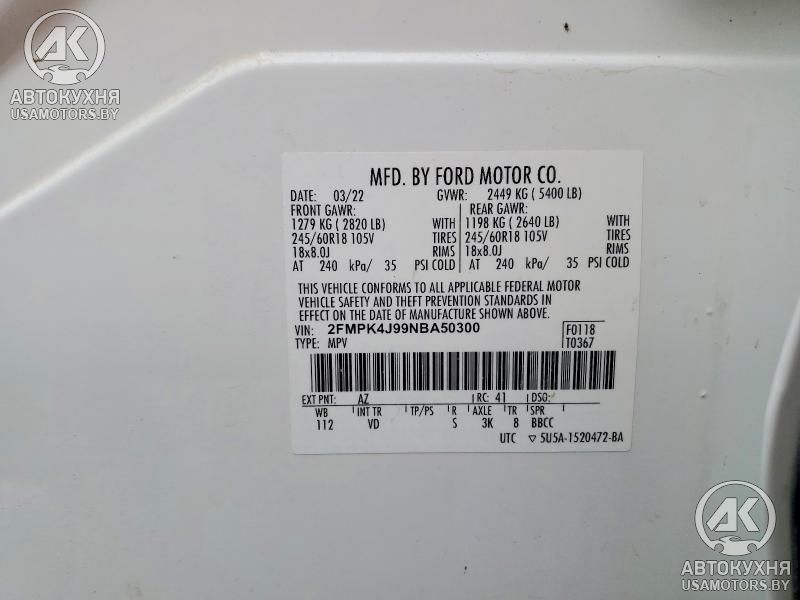 AK
АВТОКУХНЯ
USAMOTORS.BY
MFD. BY FORD MOTOR CO.
DATE: 03/22 GVWR: 2449 KG ( 5400 LB)
FRONT GAWR: REAR GAWR:
1279 KG ( 2820 LB) WITH 1198 KG ( 2640 LB) WITH
245/60R18 105V TIRES 245/60R18 105V TIRES
18x8.0J RIMS 18x8.0J RIMS
AT 240 kPa/ 35 PSI COLD AT 240 kPa/ 35 PSI COLD
THIS VEHICLE CONFORMS TO ALL APPLICABLE FEDERAL MOTOR
VEHICLE SAFETY AND THEFT PREVENTION STANDARDS IN
EFFECT ON THE DATE OF MANUFACTURE SHOWN ABOVE.
VIN: 2FMPK4J99NBA50300 F0118
TYPE: MPV T0367
EXT PNT: AZ RC: 41 DSO:
WB INT TR TP/PS R AXLE TR SPR
112 VD S 3K 8 BBCC
UTC ▽ 5U5A-1520472-BA
AK
АВТОКУХНЯ
USAMOTORS.BY